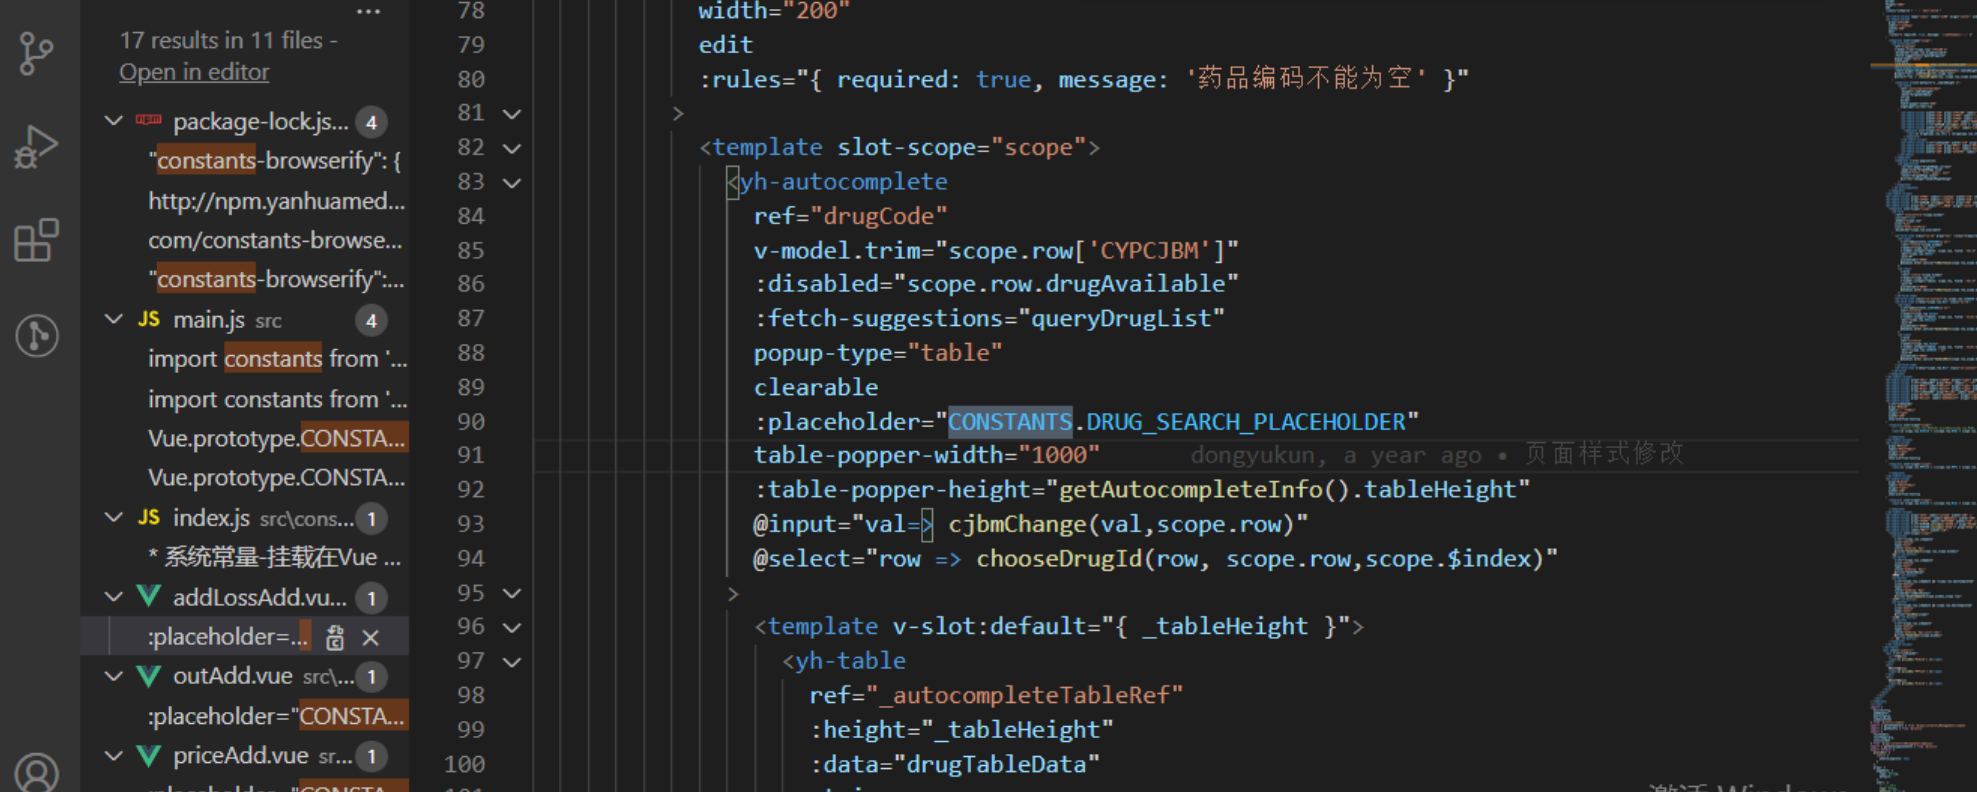 17 results in 11 files -
Open in editor
package-lock.js... 4
"constants-browserify": {
http://npm.yanhuamed...
com/constants-browse...
"constants-browserify":...
JS main.js src 4
import constants from '...
import constants from '...
Vue.prototype.CONSTA...
Vue.prototype.CONSTA...
JS index.js src\cons... 1
* 系统常量-挂载在Vue ...
addLossAdd.vu... 1
:placeholder=...
outAdd.vue src\... 1
:placeholder="CONSTA...
priceAdd.vue sr... 1
:placeholder="CONSTA...
78 width="200"
79 edit
80 :rules="{ required: true, message: '药品编码不能为空' }"
81 >
82 <template slot-scope="scope">
83 <yh-autocomplete
84 ref="drugCode"
85 v-model.trim="scope.row['CYPCJBM']"
86 :disabled="scope.row.drugAvailable"
87 :fetch-suggestions="queryDrugList"
88 popup-type="table"
89 clearable
90 :placeholder="CONSTANTS.DRUG_SEARCH_PLACEHOLDER"
91 table-popper-width="1000" dongyukun, a year ago • 页面样式修改
92 :table-popper-height="getAutocompleteInfo().tableHeight"
93 @input="val=> cjbmChange(val,scope.row)"
94 @select="row => chooseDrugId(row, scope.row,scope.$index)"
95 >
96 <template v-slot:default="{ _tableHeight }">
97 <yh-table
98 ref="_autocompleteTableRef"
99 :height="_tableHeight"
100 :data="drugTableData"
激活 Windows